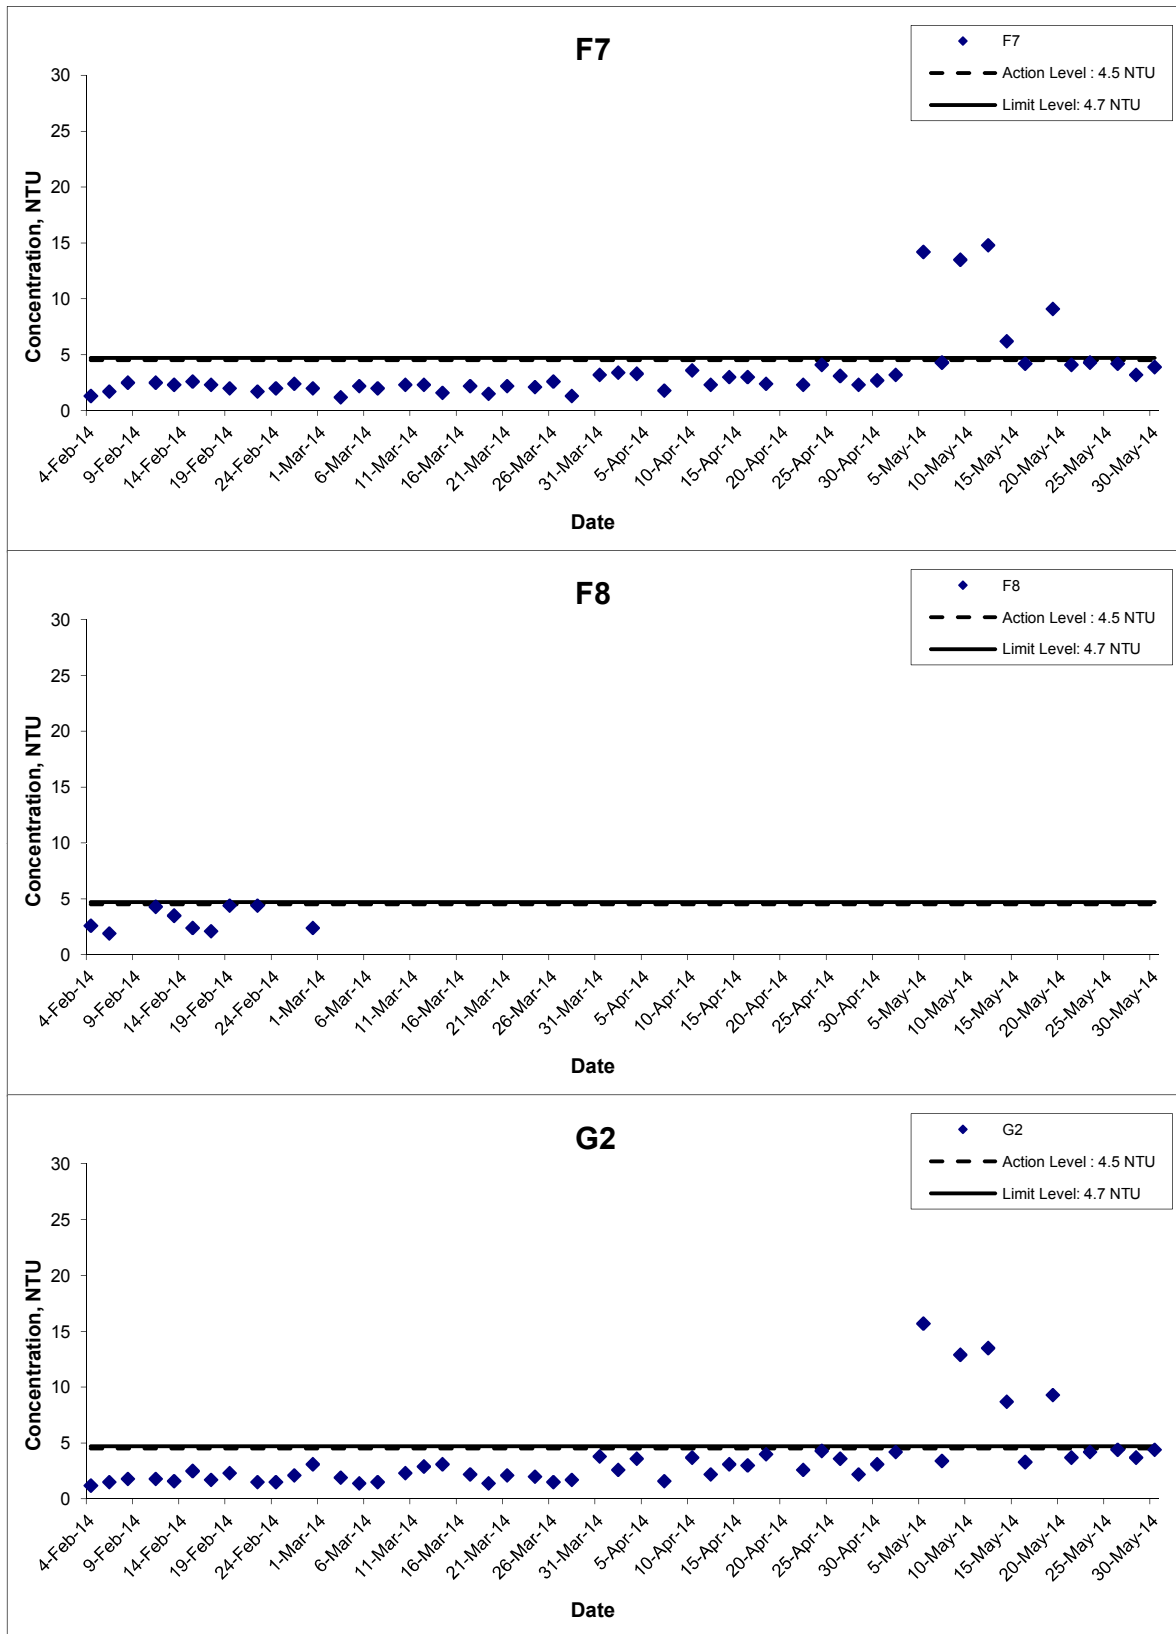 F7
F7
Action Level : 4.5 NTU
Limit Level: 4.7 NTU
Concentration, NTU
30
25
20
15
10
5
0
4-Feb-14
9-Feb-14
14-Feb-14
19-Feb-14
24-Feb-14
1-Mar-14
6-Mar-14
11-Mar-14
16-Mar-14
21-Mar-14
26-Mar-14
31-Mar-14
5-Apr-14
10-Apr-14
15-Apr-14
20-Apr-14
25-Apr-14
30-Apr-14
5-May-14
10-May-14
15-May-14
20-May-14
25-May-14
30-May-14
Date
F8
F8
Action Level : 4.5 NTU
Limit Level: 4.7 NTU
Concentration, NTU
30
25
20
15
10
5
0
4-Feb-14
9-Feb-14
14-Feb-14
19-Feb-14
24-Feb-14
1-Mar-14
6-Mar-14
11-Mar-14
16-Mar-14
21-Mar-14
26-Mar-14
31-Mar-14
5-Apr-14
10-Apr-14
15-Apr-14
20-Apr-14
25-Apr-14
30-Apr-14
5-May-14
10-May-14
15-May-14
20-May-14
25-May-14
30-May-14
Date
G2
G2
Action Level : 4.5 NTU
Limit Level: 4.7 NTU
Concentration, NTU
30
25
20
15
10
5
0
4-Feb-14
9-Feb-14
14-Feb-14
19-Feb-14
24-Feb-14
1-Mar-14
6-Mar-14
11-Mar-14
16-Mar-14
21-Mar-14
26-Mar-14
31-Mar-14
5-Apr-14
10-Apr-14
15-Apr-14
20-Apr-14
25-Apr-14
30-Apr-14
5-May-14
10-May-14
15-May-14
20-May-14
25-May-14
30-May-14
Date